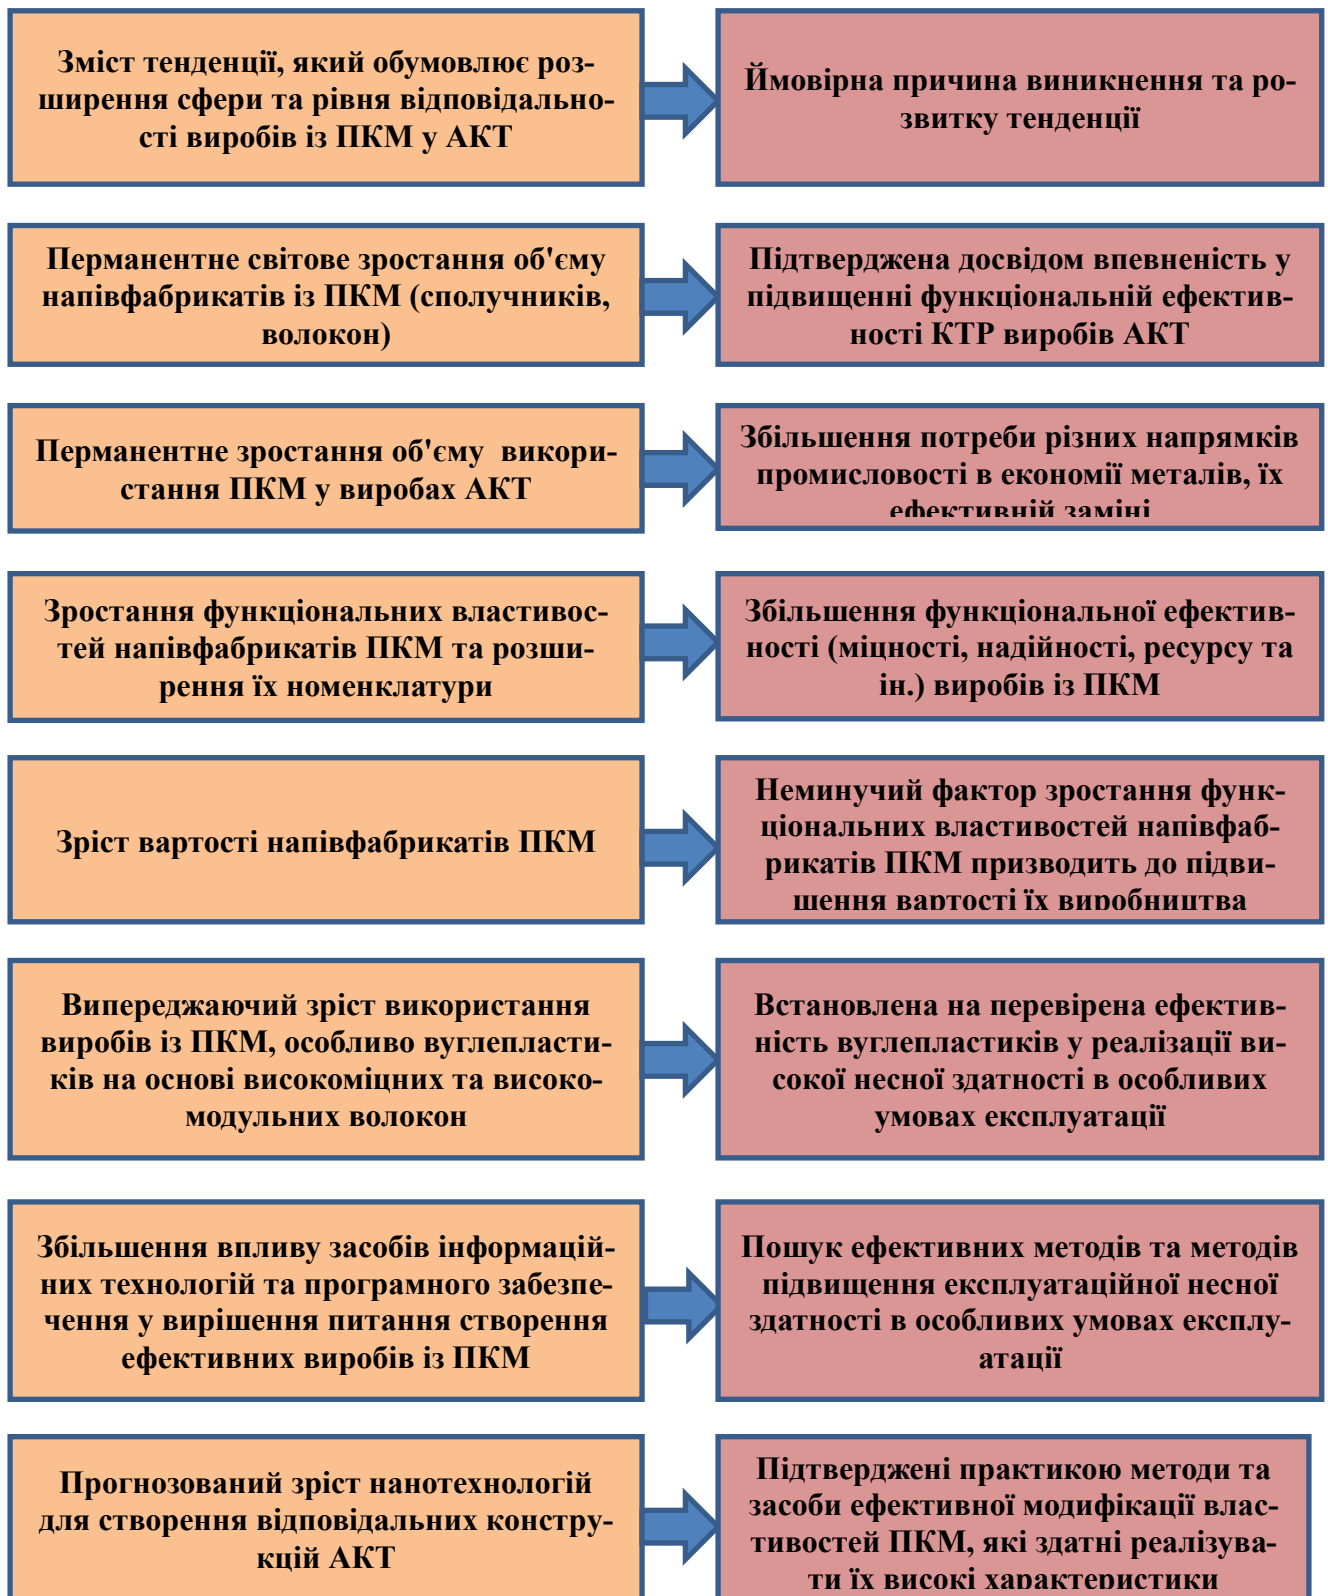 Зміст тенденції, який обумовлює роз-
ширення сфери та рівня відповідально-
сті виробів із ПКМ у АКТ
Ймовірна причина виникнення та ро-
звитку тенденції
Перманентне світове зростання об'єму
напівфабрикатів із ПКМ (сполучників,
волокон)
Підтверджена досвідом впевненість у
підвищенні функціональній ефектив-
ності КТР виробів АКТ
Перманентне зростання об'єму викори-
стання ПКМ у виробах АКТ
Збільшення потреби різних напрямків
промисловості в економії металів, їх
ефективній заміні
Зростання функціональних властивос-
тей напівфабрикатів ПКМ та розши-
рення їх номенклатури
Збільшення функціональної ефектив-
ності (міцності, надійності, ресурсу та
ін.) виробів із ПКМ
Зріст вартості напівфабрикатів ПКМ
Неминучий фактор зростання функ-
ціональних властивостей напівфаб-
рикатів ПКМ призводить до підви-
щення вартості їх виробництва
Випереджаючий зріст використання
виробів із ПКМ, особливо вуглепласти-
ків на основі високоміцних та високо-
модульних волокон
Встановлена на перевірена ефектив-
ність вуглепластиків у реалізації ви-
сокої несної здатності в особливих
умовах експлуатації
Збільшення впливу засобів інформацій-
них технологій та програмного забезпе-
чення у вирішення питання створення
ефективних виробів із ПКМ
Пошук ефективних методів та методів
підвищення експлуатаційної несної
здатності в особливих умовах експлу-
атації
Прогнозований зріст нанотехнологій
для створення відповідальних констру-
кцій АКТ
Підтверджені практикою методи та
засоби ефективної модифікації влас-
тивостей ПКМ, які здатні реалізува-
ти їх високі характеристики